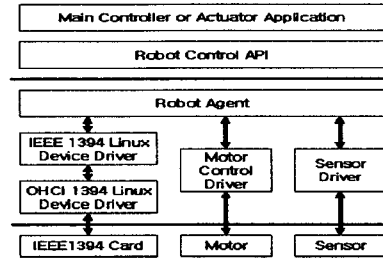 Main Controller or Actuator Application
Robot Control API
Robot Agent
IEEE 1394 Linux
Device Driver
Motor
Control
Driver
Sensor
Driver
OHCI 1394 Linux
Device Driver
IEEE1394 Card
Motor
Sensor